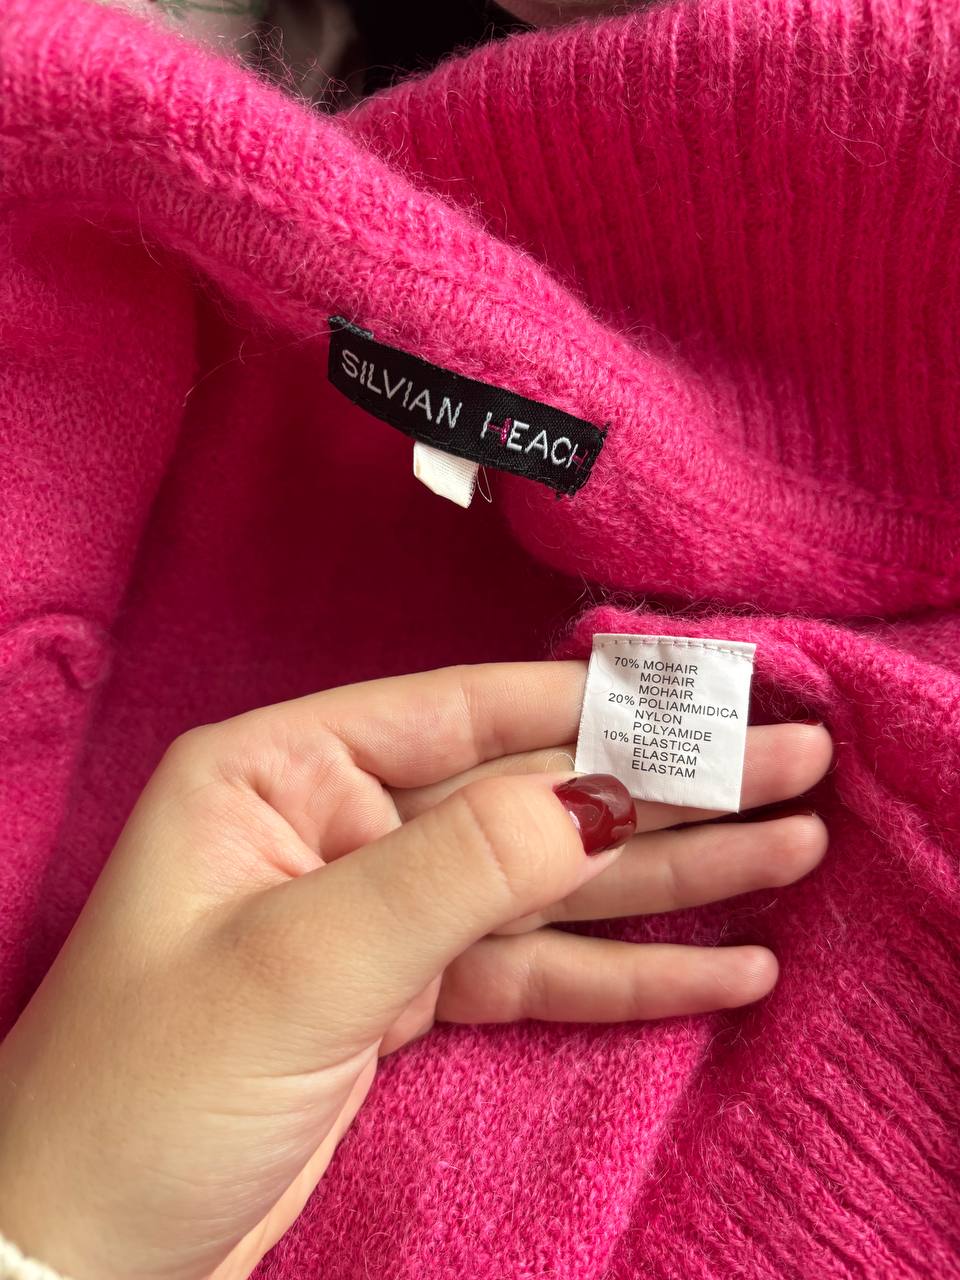 SILVIAN HEACH
70% MOHAIR
MOHAIR
MOHAIR
20% POLIAMMIDICA
NYLON
POLYAMIDE
10% ELASTICA
ELASTAM
ELASTAM